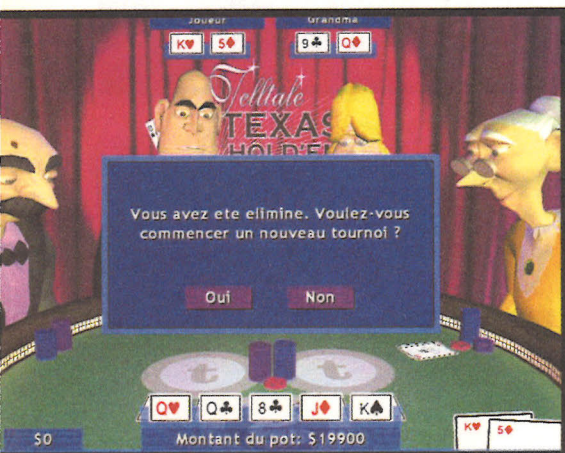 Joueur Grandma
K♥ 5♦ 9♣ Q♦
Telltale
TEXAS
HOLD'EM
Vous avez ete elimine. Voulez-vous
commencer un nouveau tournoi ?
Oui Non
t t
Q♥ Q♣ 8♣ J♦ K♠
$0 Montant du pot: $19900 K♥ 5♦